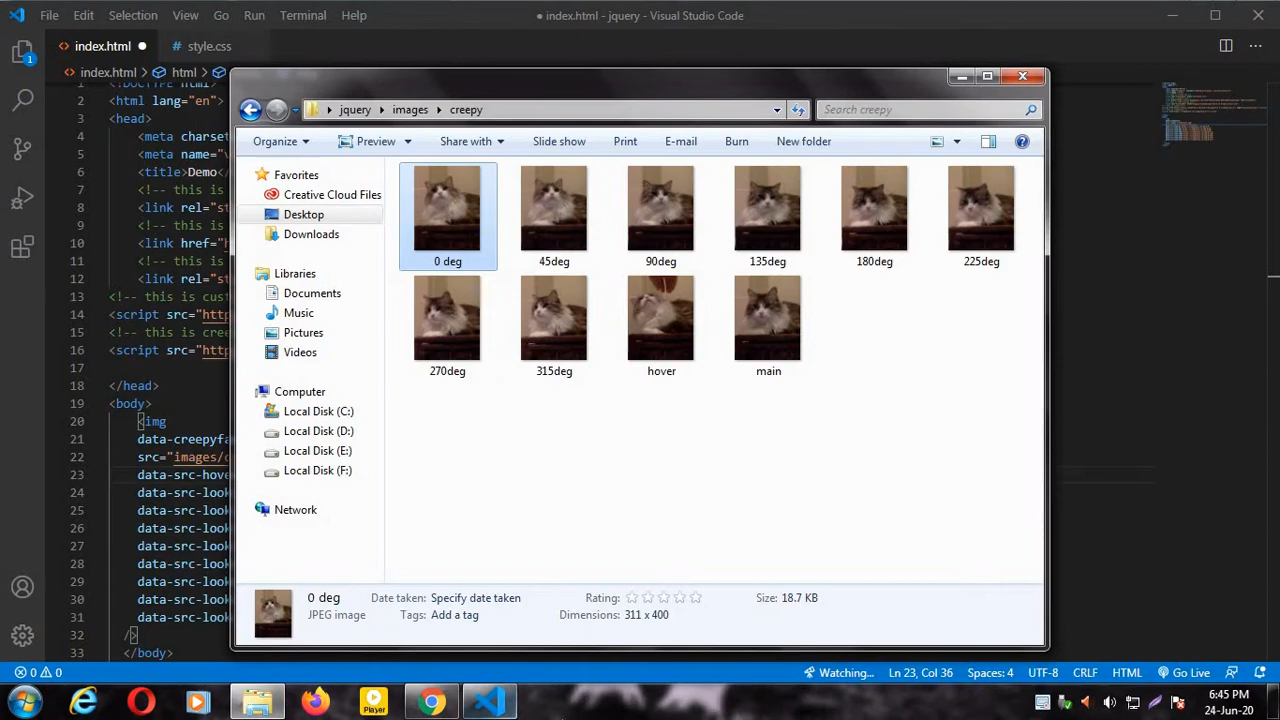 File Edit Selection View Go Run Terminal Help
index.html - jquery - Visual Studio Code
1
index.html
style.css
index.html html
1 <!DOCTYPE html>
2 <html lang="en">
3 <head>
4 <meta charset
5 <meta name="v
6 <title>Demo</
7 <!-- this is
8 <link rel="st
9 <!-- this is
10 <link href="h
11 <!-- this is
12 <link rel="st
13 <!-- this is cust
14 <script src="http
15 <!-- this is cree
16 <script src="http
17
18 </head>
19 <body>
20 <img
21 data-creepyfa
22 src="images/c
23 data-src-hove
24 data-src-look
25 data-src-look
26 data-src-look
27 data-src-look
28 data-src-look
29 data-src-look
30 data-src-look
31 data-src-look
32 />
33 </body>
jquery images creepy
Search creepy
Organize Preview Share with Slide show Print E-mail Burn New folder
Favorites
Creative Cloud Files
Desktop
Downloads
Libraries
Documents
Music
Pictures
Videos
Computer
Local Disk (C:)
Local Disk (D:)
Local Disk (E:)
Local Disk (F:)
Network
0 deg 45deg 90deg 135deg 180deg 225deg
270deg 315deg hover main
0 deg Date taken: Specify date taken Rating: Size: 18.7 KB
JPEG image Tags: Add a tag Dimensions: 311 x 400
0 0 Watching... Ln 23, Col 36 Spaces: 4 UTF-8 CRLF HTML Go Live
Player
6:45 PM
24-Jun-20